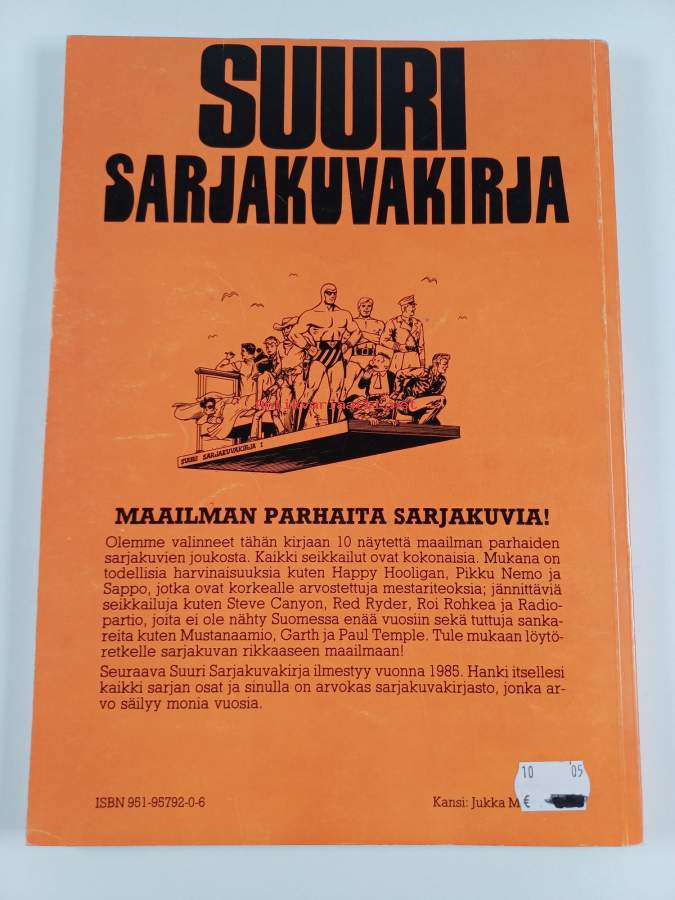 SUURI
SARJAKUVAKIRJA
SUURI SARJAKUVAKIRJA I
MAAILMAN PARHAITA SARJAKUVIA!
Olemme valinneet tähän kirjaan 10 näytettä maailman parhaiden
sarjakuvien joukosta. Kaikki seikkailut ovat kokonaisia. Mukana on
todellisia harvinaisuuksia kuten Happy Hooligan, Pikku Nemo ja
Sappo, jotka ovat korkealle arvostettuja mestariteoksia; jännittäviä
seikkailuja kuten Steve Canyon, Red Ryder, Roi Rohkea ja Radio-
partio, joita ei ole nähty Suomessa enää vuosiin sekä tuttuja sanka-
reita kuten Mustanaamio, Garth ja Paul Temple. Tule mukaan löytö-
retkelle sarjakuvan rikkaaseen maailmaan!
Seuraava Suuri Sarjakuvakirja ilmestyy vuonna 1985. Hanki itsellesi
kaikki sarjan osat ja sinulla on arvokas sarjakuvakirjasto, jonka ar-
vo säilyy monia vuosia.
10 '05
€
ISBN 951-95792-0-6
Kansi: Jukka M